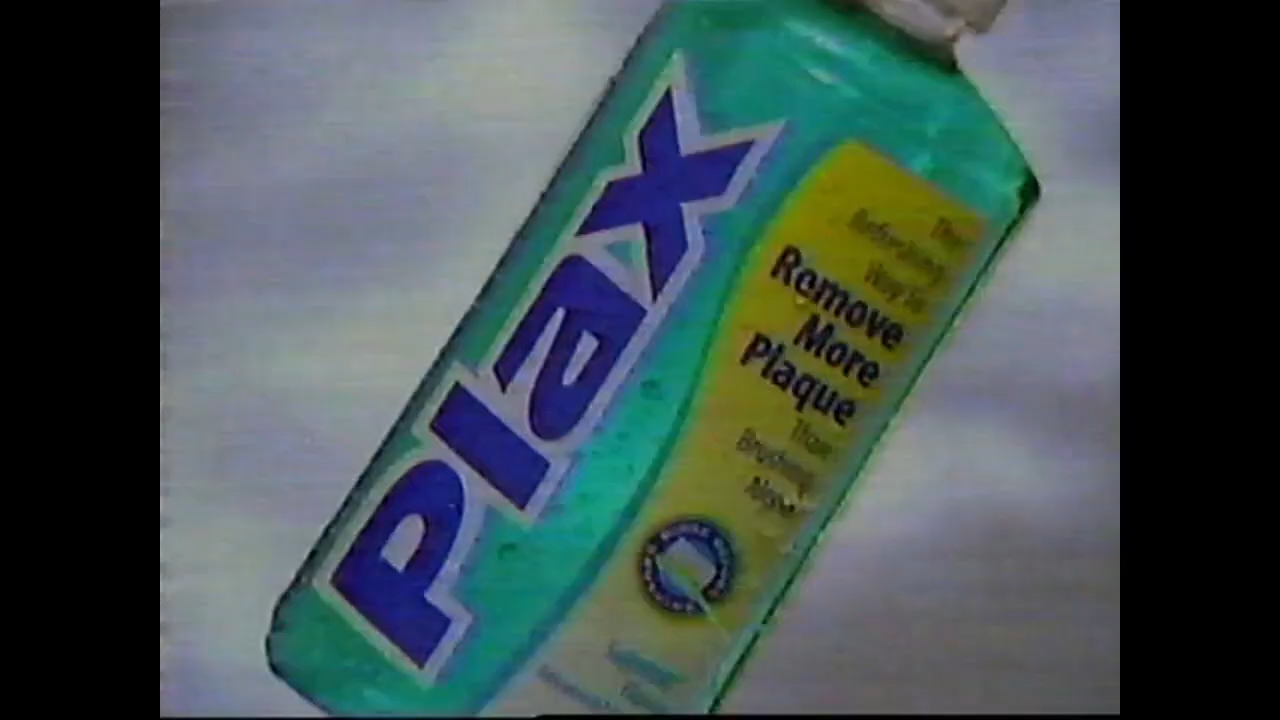 Plax
The
Refreshing
Way to
Remove
More
Plaque
Than
Brushing
Alone